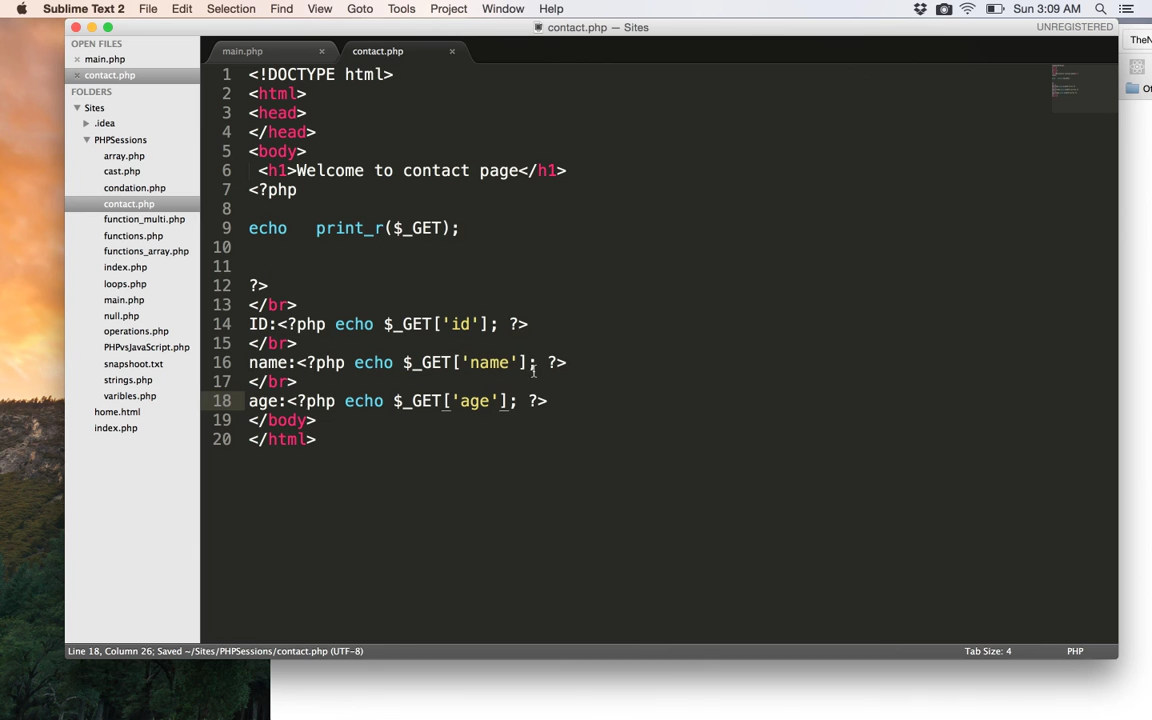 Sublime Text 2 File Edit Selection Find View Goto Tools Project Window Help Sun 3:09 AM
contact.php — Sites UNREGISTERED
OPEN FILES
main.php
contact.php
FOLDERS
Sites
.idea
PHPSessions
array.php
cast.php
condation.php
contact.php
function_multi.php
functions.php
functions_array.php
index.php
loops.php
main.php
null.php
operations.php
PHPvsJavaScript.php
snapshoot.txt
strings.php
varibles.php
home.html
index.php
main.php contact.php
1 <!DOCTYPE html>
2 <html>
3 <head>
4 </head>
5 <body>
6 <h1>Welcome to contact page</h1>
7 <?php
8
9 echo print_r($_GET);
10
11
12 ?>
13 </br>
14 ID:<?php echo $_GET['id']; ?>
15 </br>
16 name:<?php echo $_GET['name']; ?>
17 </br>
18 age:<?php echo $_GET['age']; ?>
19 </body>
20 </html>
Line 18, Column 26; Saved ~/Sites/PHPSessions/contact.php (UTF-8) Tab Size: 4 PHP
TheN
Ot